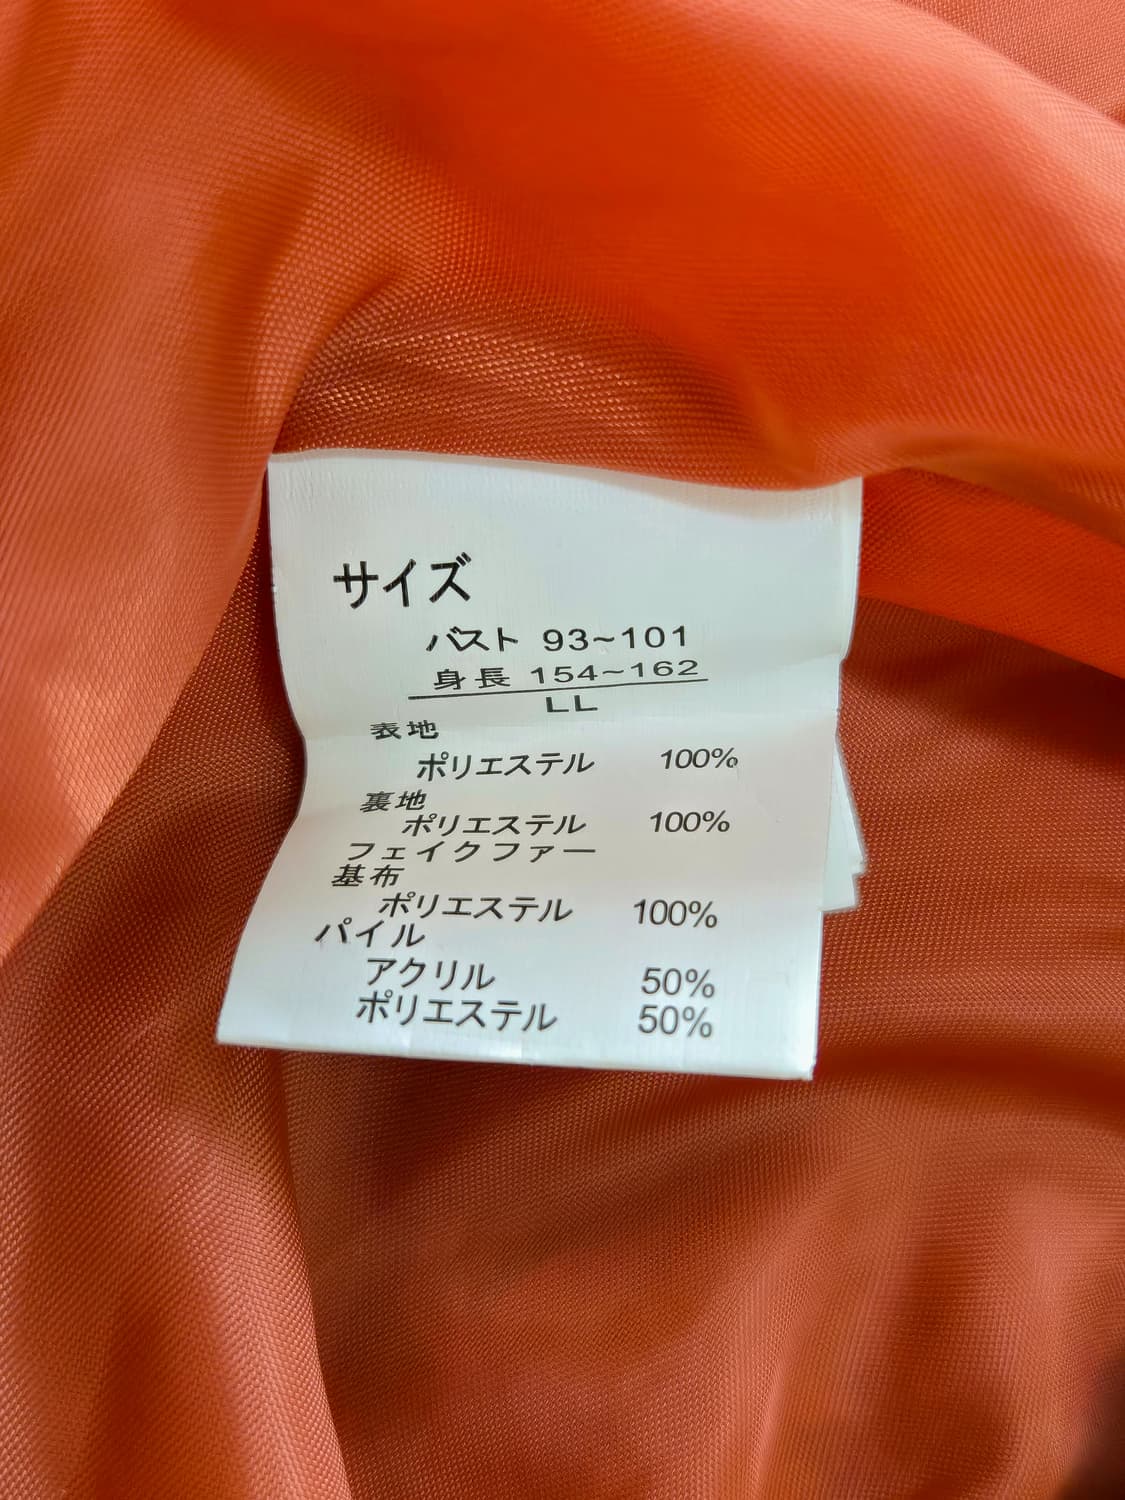 サイズ
バスト 93~101
身長 154~162
LL
表地
ポリエステル 100%
裏地
ポリエステル 100%
フェイクファー
基布
ポリエステル 100%
パイル
アクリル 50%
ポリエステル 50%